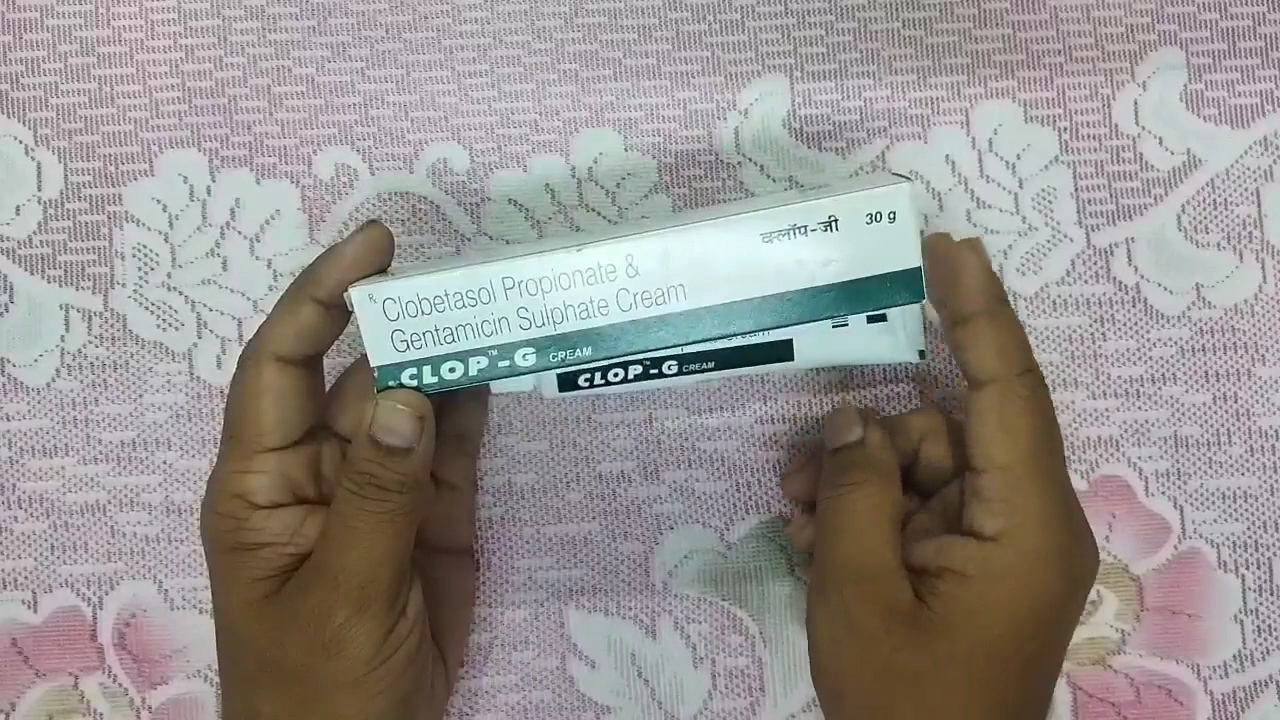 क्लॉप-जी 30 g
℞ Clobetasol Propionate &
Gentamicin Sulphate Cream
CLOP™-G CREAM
CLOP™-G CREAM